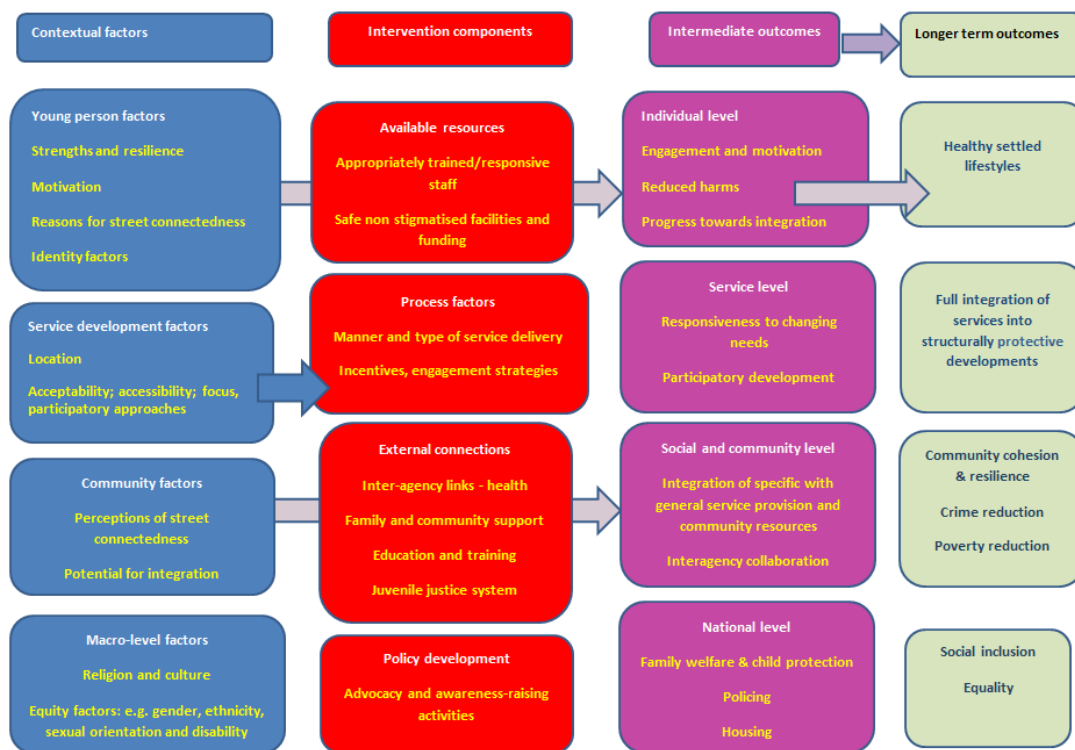 Contextual factors
Intervention components
Intermediate outcomes
Longer term outcomes
Young person factors
Strengths and resilience
Motivation
Reasons for street connectedness
Identity factors
Available resources
Appropriately trained/responsive
staff
Safe non stigmatised facilities and
funding
Individual level
Engagement and motivation
Reduced harms
Progress towards integration
Healthy settled
lifestyles
Service development factors
Location
Acceptability; accessibility; focus,
participatory approaches
Process factors
Manner and type of service delivery
Incentives, engagement strategies
Service level
Responsiveness to changing
needs
Participatory development
Full integration of
services into
structurally protective
developments
Community factors
Perceptions of street
connectedness
Potential for integration
External connections
Inter-agency links - health
Family and community support
Education and training
Juvenile justice system
Social and community level
Integration of specific with
general service provision and
community resources
Interagency collaboration
Community cohesion
& resilience
Crime reduction
Poverty reduction
Macro-level factors
Religion and culture
Equity factors: e.g. gender, ethnicity,
sexual orientation and disability
Policy development
Advocacy and awareness-raising
activities
National level
Family welfare & child protection
Policing
Housing
Social inclusion
Equality